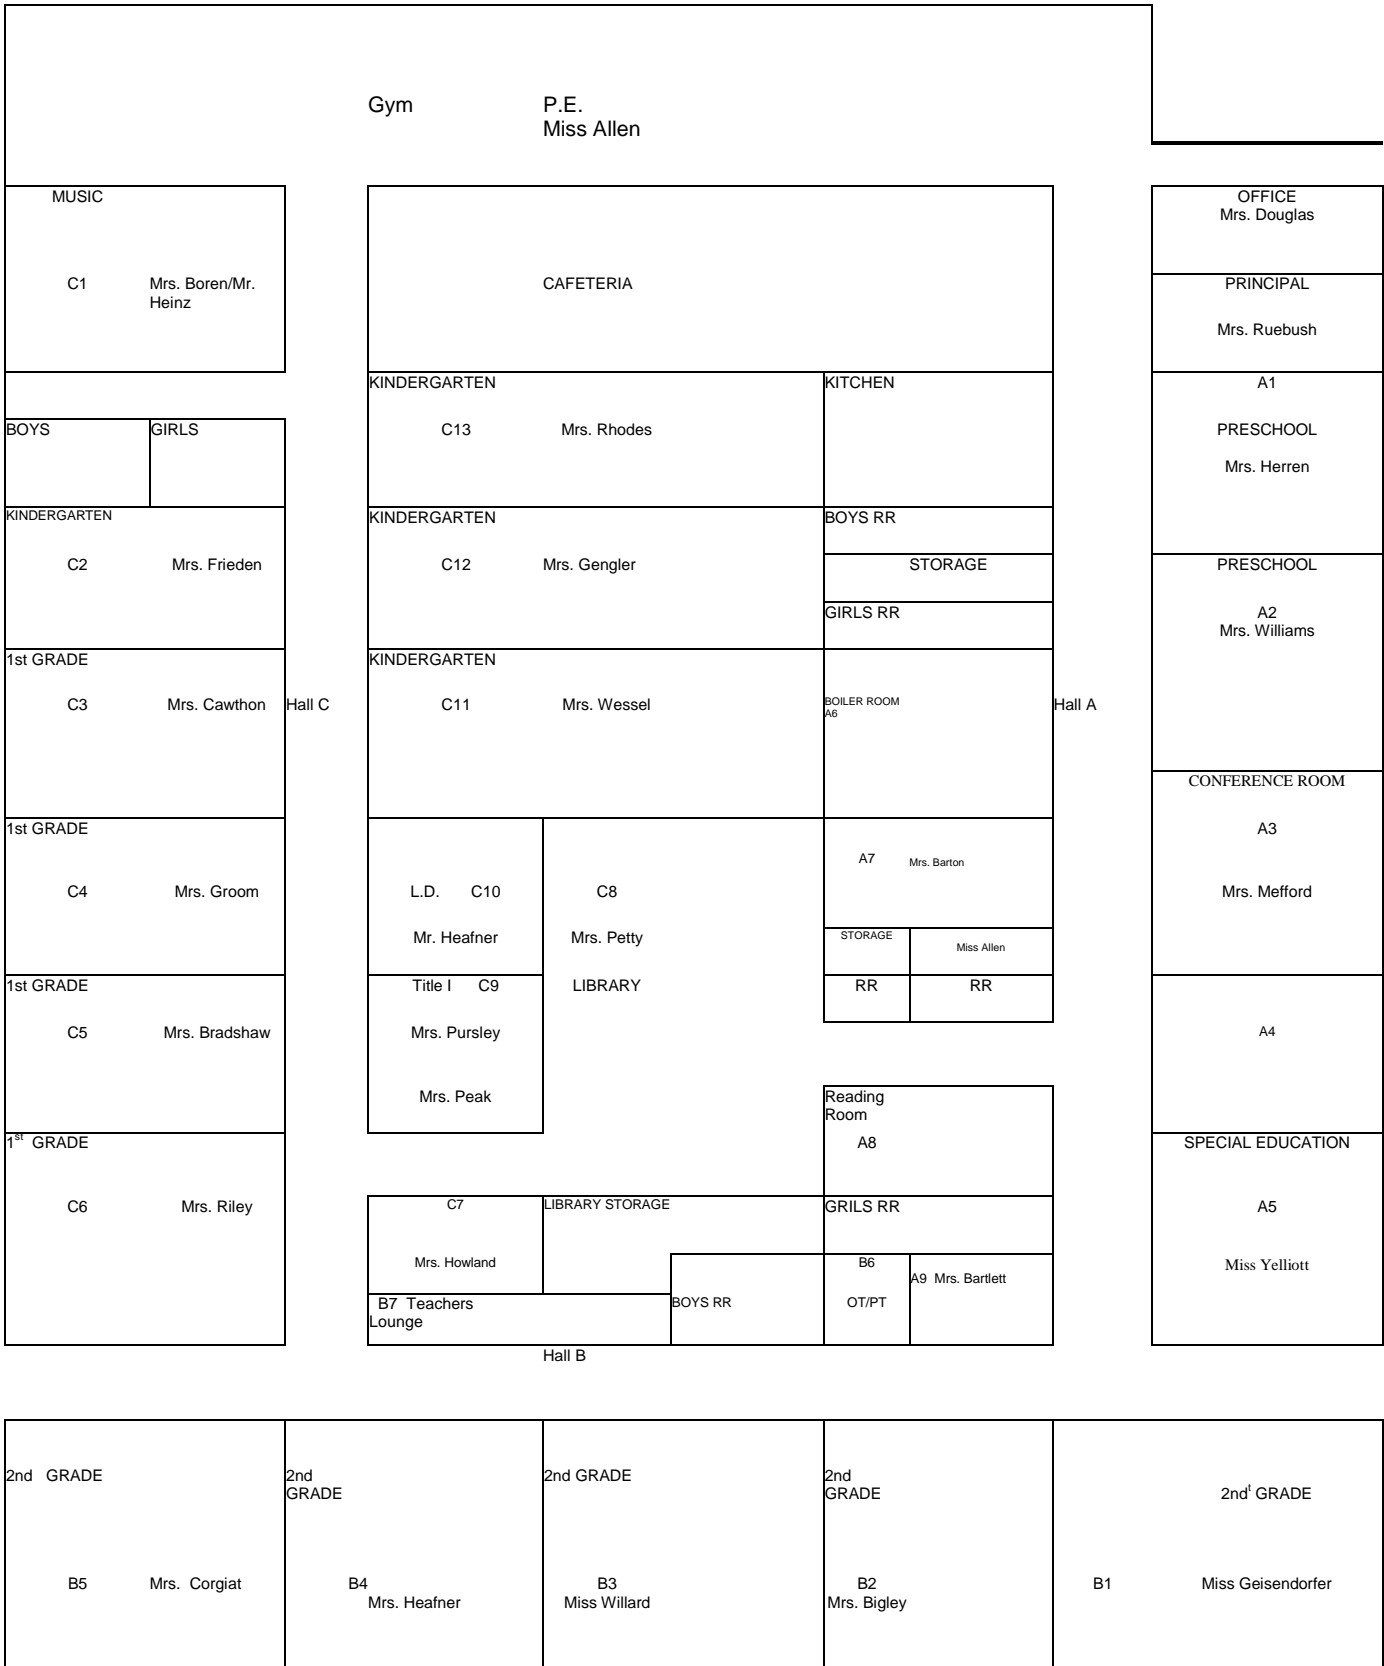 Gym P.E.
Miss Allen
MUSIC
C1 Mrs. Boren/Mr.
Heinz
CAFETERIA
OFFICE
Mrs. Douglas
PRINCIPAL
Mrs. Ruebush
KINDERGARTEN
C13 Mrs. Rhodes
KITCHEN
A1
PRESCHOOL
Mrs. Herren
BOYS
GIRLS
KINDERGARTEN
C2 Mrs. Frieden
KINDERGARTEN
C12 Mrs. Gengler
BOYS RR
STORAGE
GIRLS RR
PRESCHOOL
A2
Mrs. Williams
1st GRADE
C3 Mrs. Cawthon
Hall C
KINDERGARTEN
C11 Mrs. Wessel
BOILER ROOM
A6
Hall A
CONFERENCE ROOM
A3
Mrs. Mefford
1st GRADE
C4 Mrs. Groom
L.D. C10
Mr. Heafner
C8
Mrs. Petty
LIBRARY
A7 Mrs. Barton
STORAGE
Miss Allen
RR
RR
1st GRADE
C5 Mrs. Bradshaw
Title I C9
Mrs. Pursley
Mrs. Peak
A4
Reading
Room
A8
1st GRADE
C6 Mrs. Riley
C7
Mrs. Howland
LIBRARY STORAGE
GRILS RR
SPECIAL EDUCATION
A5
Miss Yelliott
B7 Teachers
Lounge
BOYS RR
B6
OT/PT
A9 Mrs. Bartlett
Hall B
2nd GRADE
B5 Mrs. Corgiat
2nd
GRADE
B4
Mrs. Heafner
2nd GRADE
B3
Miss Willard
2nd
GRADE
B2
Mrs. Bigley
2ndt GRADE
B1 Miss Geisendorfer